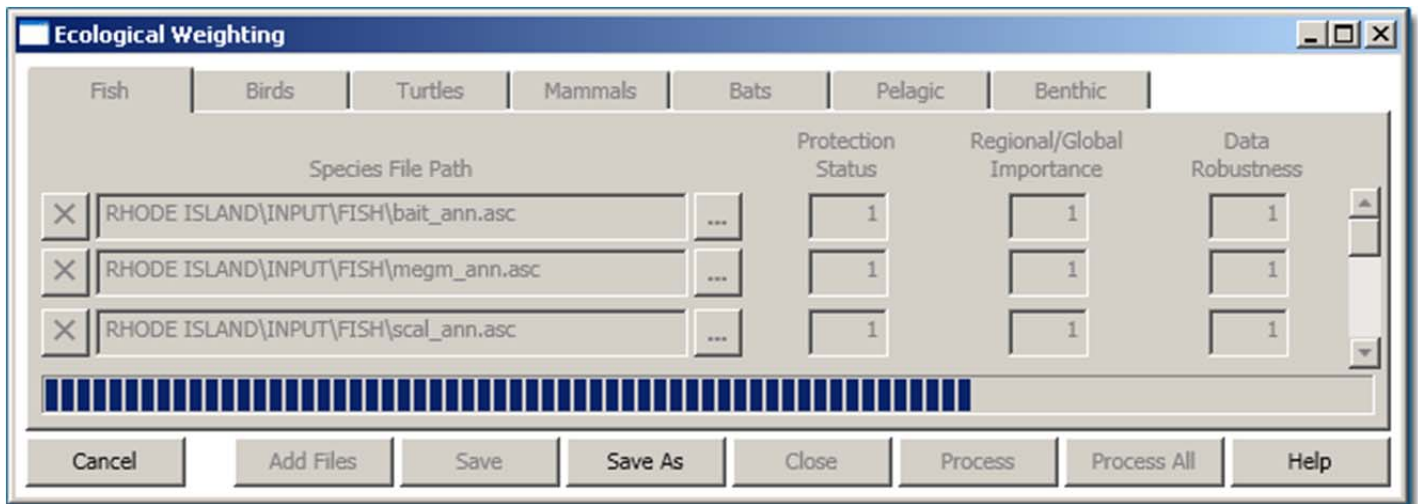 Ecological Weighting
Fish Birds Turtles Mammals Bats Pelagic Benthic
Protection Regional/Global Data
Species File Path Status Importance Robustness
RHODE ISLAND\INPUT\FISH\bait_ann.asc ... 1 1 1
RHODE ISLAND\INPUT\FISH\megm_ann.asc ... 1 1 1
RHODE ISLAND\INPUT\FISH\scal_ann.asc ... 1 1 1
Cancel Add Files Save Save As Close Process Process All Help